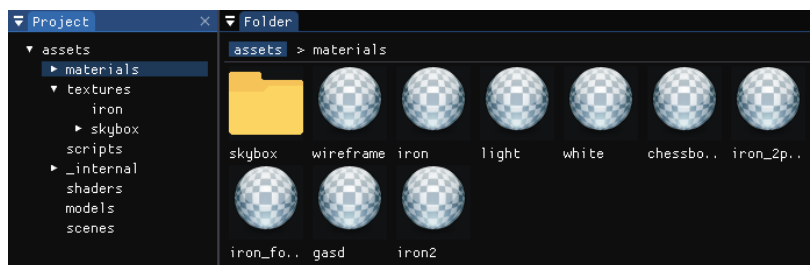 Project
assets
materials
textures
iron
skybox
scripts
_internal
shaders
models
scenes
Folder
assets > materials
skybox wireframe iron light white chessbo.. iron_2p..
iron_fo.. gasd iron2